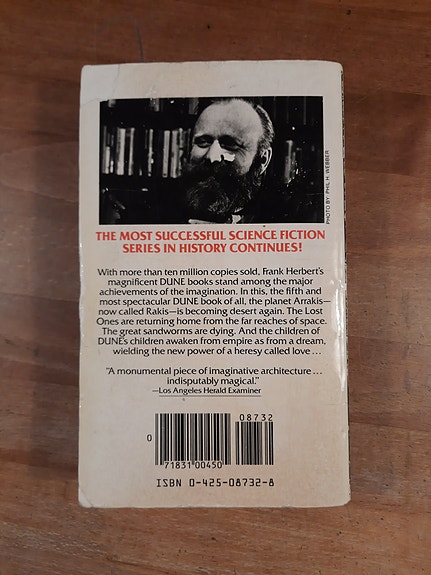 PHOTO BY: PHIL H. WEBBER
THE MOST SUCCESSFUL SCIENCE FICTION
SERIES IN HISTORY CONTINUES!
With more than ten million copies sold, Frank Herbert's
magnificent DUNE books stand among the major
achievements of the imagination. In this, the fifth and
most spectacular DUNE book of all, the planet Arrakis—
now called Rakis—is becoming desert again. The Lost
Ones are returning home from the far reaches of space.
The great sandworms are dying. And the children of
DUNE's children awaken from empire as from a dream,
wielding the new power of a heresy called love...
"A monumental piece of imaginative architecture...
indisputably magical."
—Los Angeles Herald Examiner
08732
0
71831 00450
ISBN 0-425-08732-8